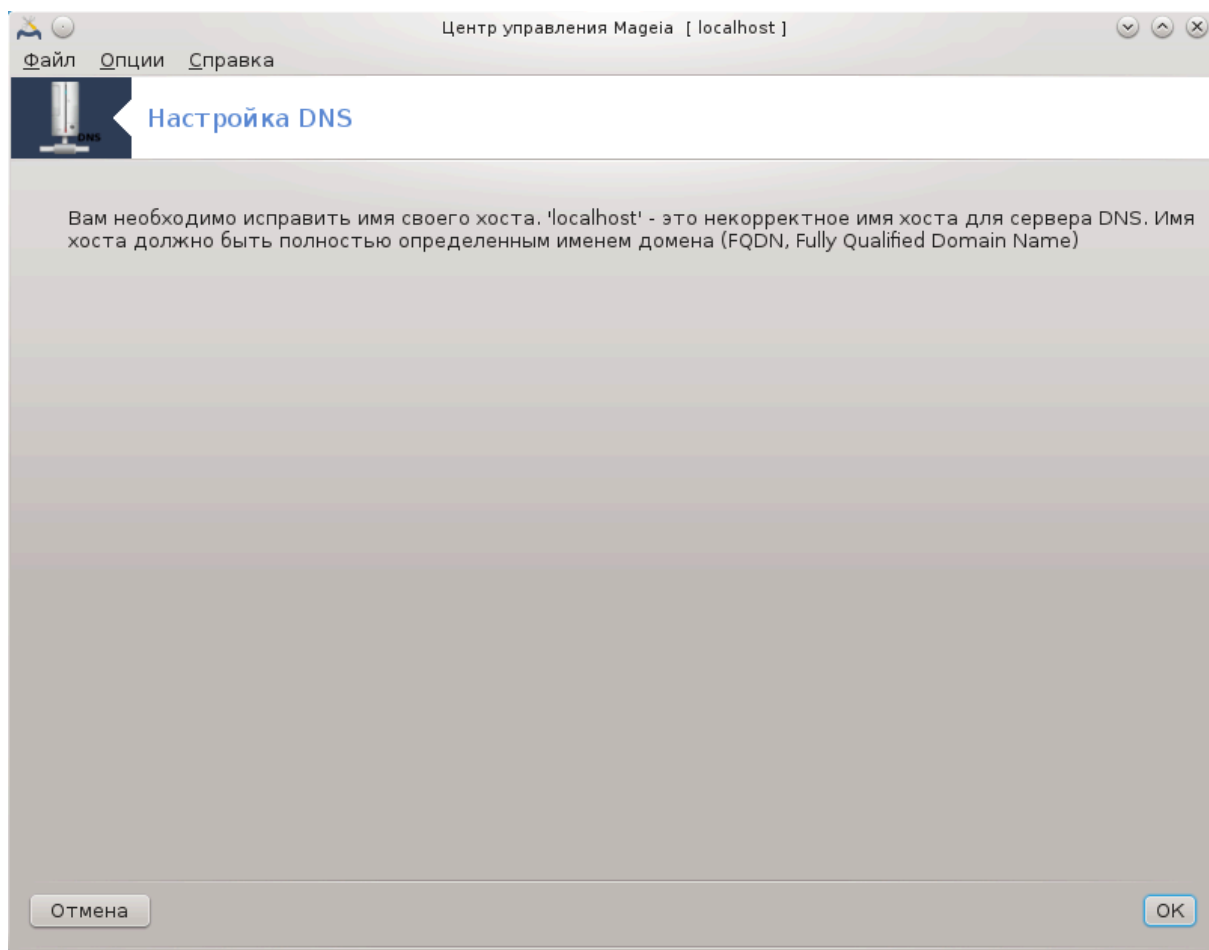 Центр управления Mageia [ localhost ]
Файл Опции Справка
DNS
Настройка DNS
Вам необходимо исправить имя своего хоста. 'localhost' - это некорректное имя хоста для сервера DNS. Имя
хоста должно быть полностью определенным именем домена (FQDN, Fully Qualified Domain Name)
Отмена
OK